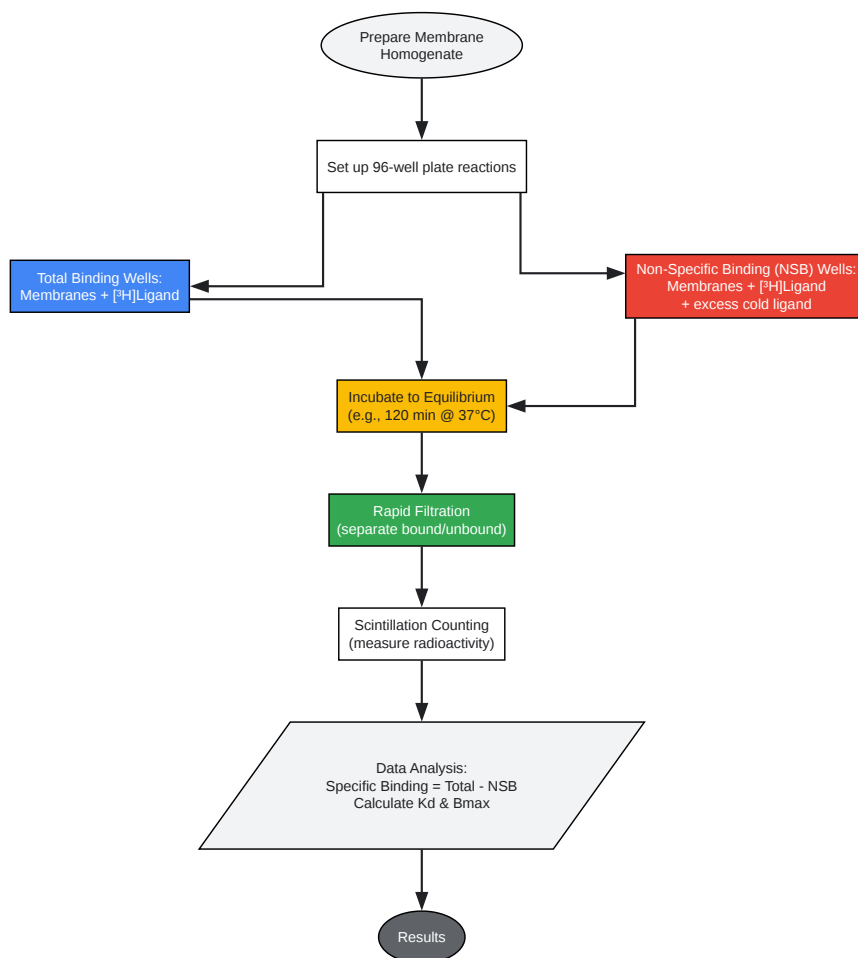 Prepare Membrane
Homogenate
Set up 96-well plate reactions
Total Binding Wells:
Membranes + [³H]Ligand
Non-Specific Binding (NSB) Wells:
Membranes + [³H]Ligand
+ excess cold ligand
Incubate to Equilibrium
(e.g., 120 min @ 37°C)
Rapid Filtration
(separate bound/unbound)
Scintillation Counting
(measure radioactivity)
Data Analysis:
Specific Binding = Total - NSB
Calculate Kd & Bmax
Results